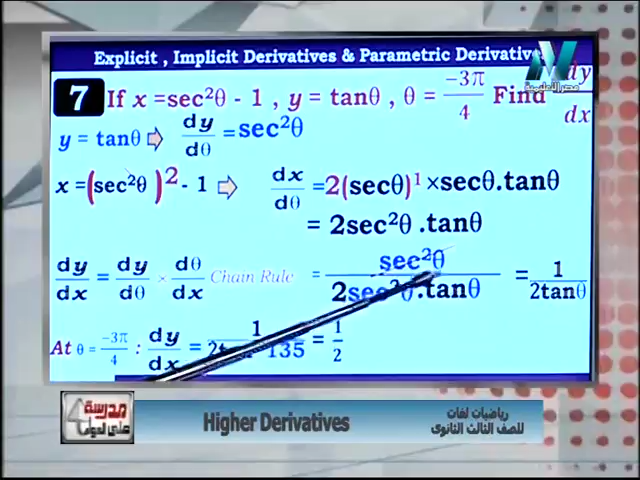 Explicit , Implicit Derivatives & Parametric Derivative
مصر التعليمية
7 If x =sec²θ - 1 , y = tanθ , θ = -3π/4 Find dy/dx
y = tanθ ⇨ dy/dθ = sec²θ
x =(sec²θ )2 - 1 ⇨ dx/dθ =2(secθ)¹ ×secθ.tanθ
= 2sec²θ .tanθ
dy/dx = dy/dθ × dθ/dx Chain Rule = sec²θ/2sec²θ.tanθ = 1/2tanθ
At θ = -3π/4 : dy/dx = 1/ 135 = 1/2
مدرسة على الهواء
Higher Derivatives
رياضيات لغات
للصف الثالث الثانوى